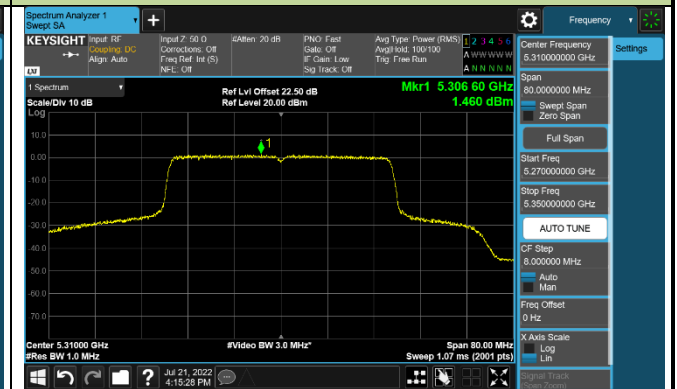 Spectrum Analyzer 1
Swept SA
+
Frequency
KEYSIGHT
Input: RF
Coupling: DC
Align: Auto
Input Z: 50 Ω
Corrections: Off
Freq Ref: Int (S)
NFE: Off
#Atten: 20 dB
PNO: Fast
Gate: Off
IF Gain: Low
Sig Track: Off
Avg Type: Power (RMS)
Avg|Hold: 100/100
Trig: Free Run
1 2 3 4 5 6
A W W W W W
A N N N N N
LXI
1 Spectrum
Scale/Div 10 dB
Log
Ref Lvl Offset 22.50 dB
Ref Level 20.00 dBm
Mkr1 5.306 60 GHz
1.460 dBm
10.0
0.00
-10.0
-20.0
-30.0
-40.0
-50.0
-60.0
-70.0
1
Center 5.31000 GHz
#Res BW 1.0 MHz
#Video BW 3.0 MHz*
Span 80.00 MHz
Sweep 1.07 ms (2001 pts)
Jul 21, 2022
4:15:28 PM
?
Settings
Center Frequency
5.310000000 GHz
Span
80.0000000 MHz
Swept Span
Zero Span
Full Span
Start Freq
5.270000000 GHz
Stop Freq
5.350000000 GHz
AUTO TUNE
CF Step
8.000000 MHz
Auto
Man
Freq Offset
0 Hz
X Axis Scale
Log
Lin
Signal Track
(Span Zoom)